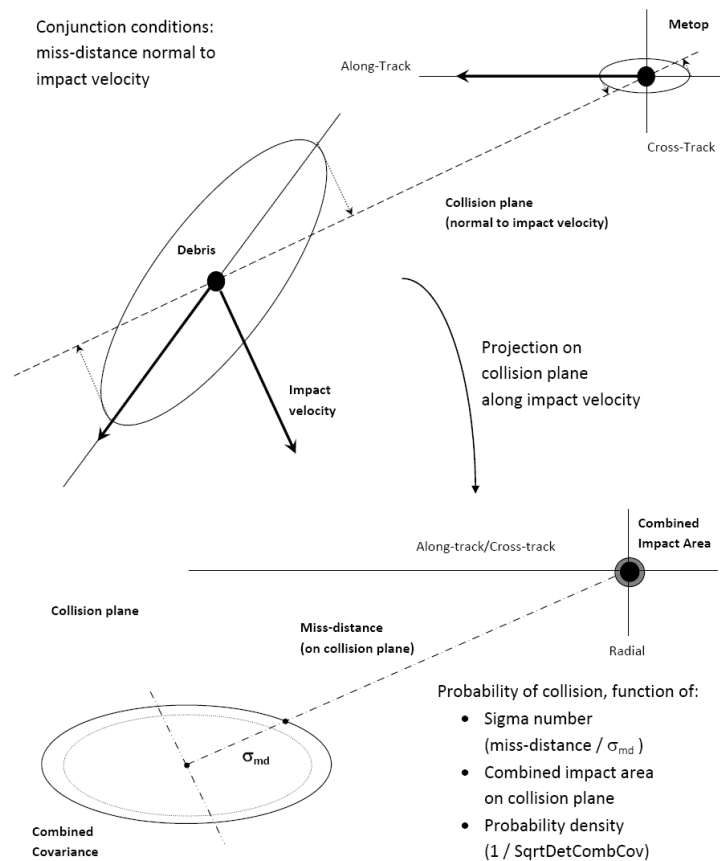 Conjunction conditions:
miss-distance normal to
impact velocity
Metop
Along-Track
Cross-Track
Collision plane
(normal to impact velocity)
Debris
Impact
velocity
Projection on
collision plane
along impact velocity
Combined
Impact Area
Along-track/Cross-track
Collision plane
Miss-distance
(on collision plane)
Radial
σmd
Combined
Covariance
Probability of collision, function of:
• Sigma number
(miss-distance / σmd )
• Combined impact area
on collision plane
• Probability density
(1 / SqrtDetCombCov)